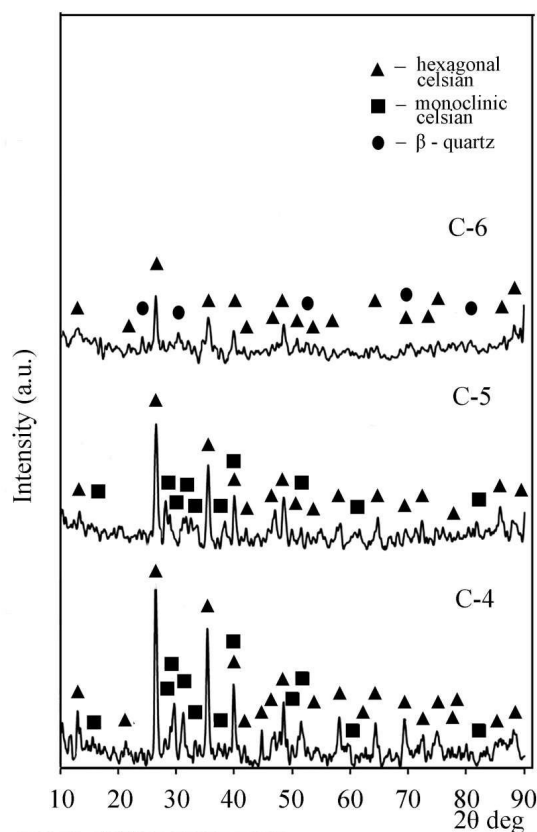 – hexagonal
celsian
– monoclinic
celsian
– β - quartz
C-6
C-5
C-4
Intensity (a.u.)
10 20 30 40 50 60 70 80 90
2θ deg